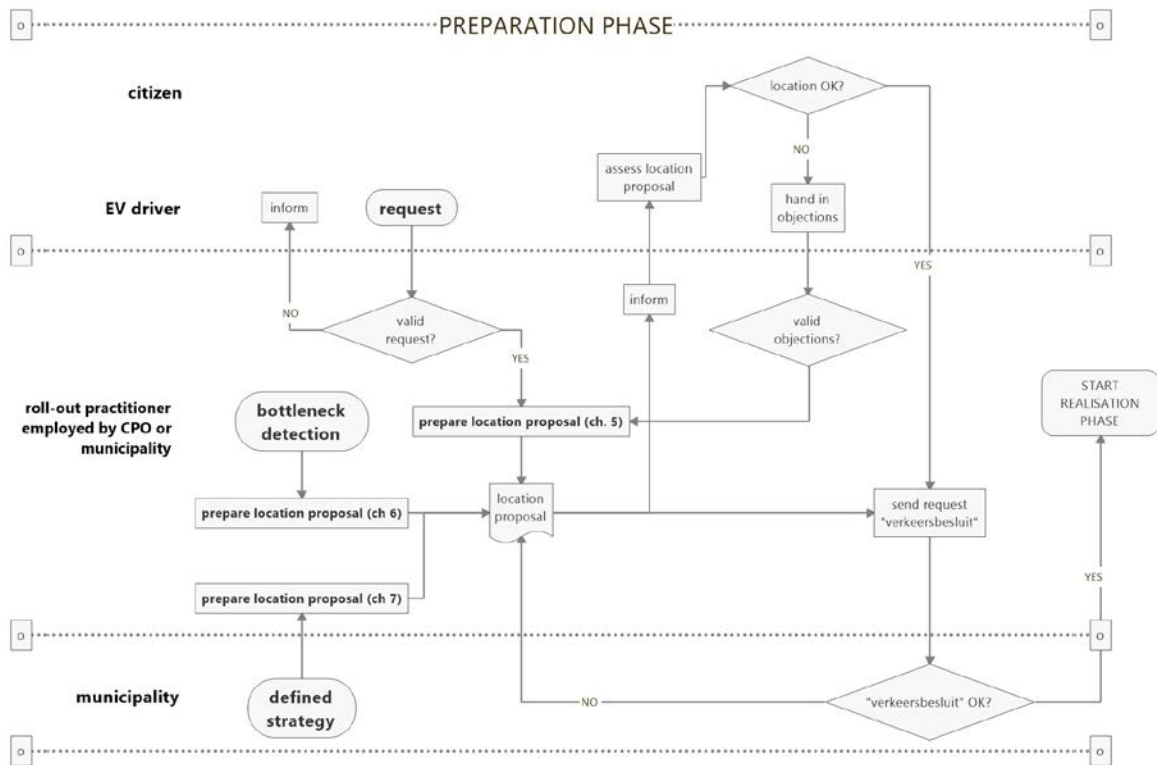 PREPARATION PHASE
o
o
citizen
location OK?
NO
assess location
proposal
EV driver
inform
request
hand in
objections
o
o
YES
NO
inform
valid
request?
valid
objections?
YES
START
REALISATION
PHASE
roll-out practitioner
employed by CPO or
municipality
bottleneck
detection
prepare location proposal (ch. 5)
location
proposal
send request
"verkeersbesluit"
prepare location proposal (ch 6)
YES
prepare location proposal (ch 7)
o
o
municipality
defined
strategy
NO
"verkeersbesluit" OK?
o
o